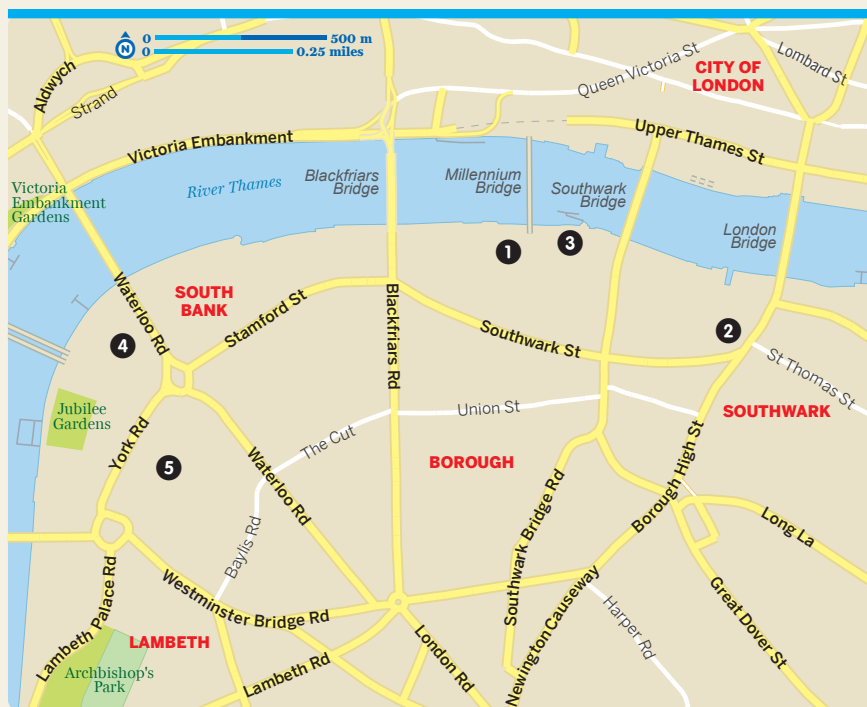 0 500 m
N
0 0.25 miles
Aldwych
Strand
Queen Victoria St
CITY OF
LONDON
Lombard St
Victoria Embankment
Upper Thames St
Victoria
Embankment
Gardens
River Thames
Blackfriars
Bridge
Millennium
Bridge
Southwark
Bridge
London
Bridge
1
3
Waterloo Rd
SOUTH
BANK
Stamford St
Blackfriars Rd
Southwark St
2
4
St Thomas St
Jubilee
Gardens
York Rd
The Cut
Union St
SOUTHWARK
5
Waterloo Rd
BOROUGH
Borough High St
Baylis Rd
Southwark Bridge Rd
Long La
Westminster Bridge Rd
Lambeth Palace Rd
LAMBETH
Newington Causeway
Harper Rd
Great Dover St
Archbishop's
Park
Lambeth Rd
London Rd